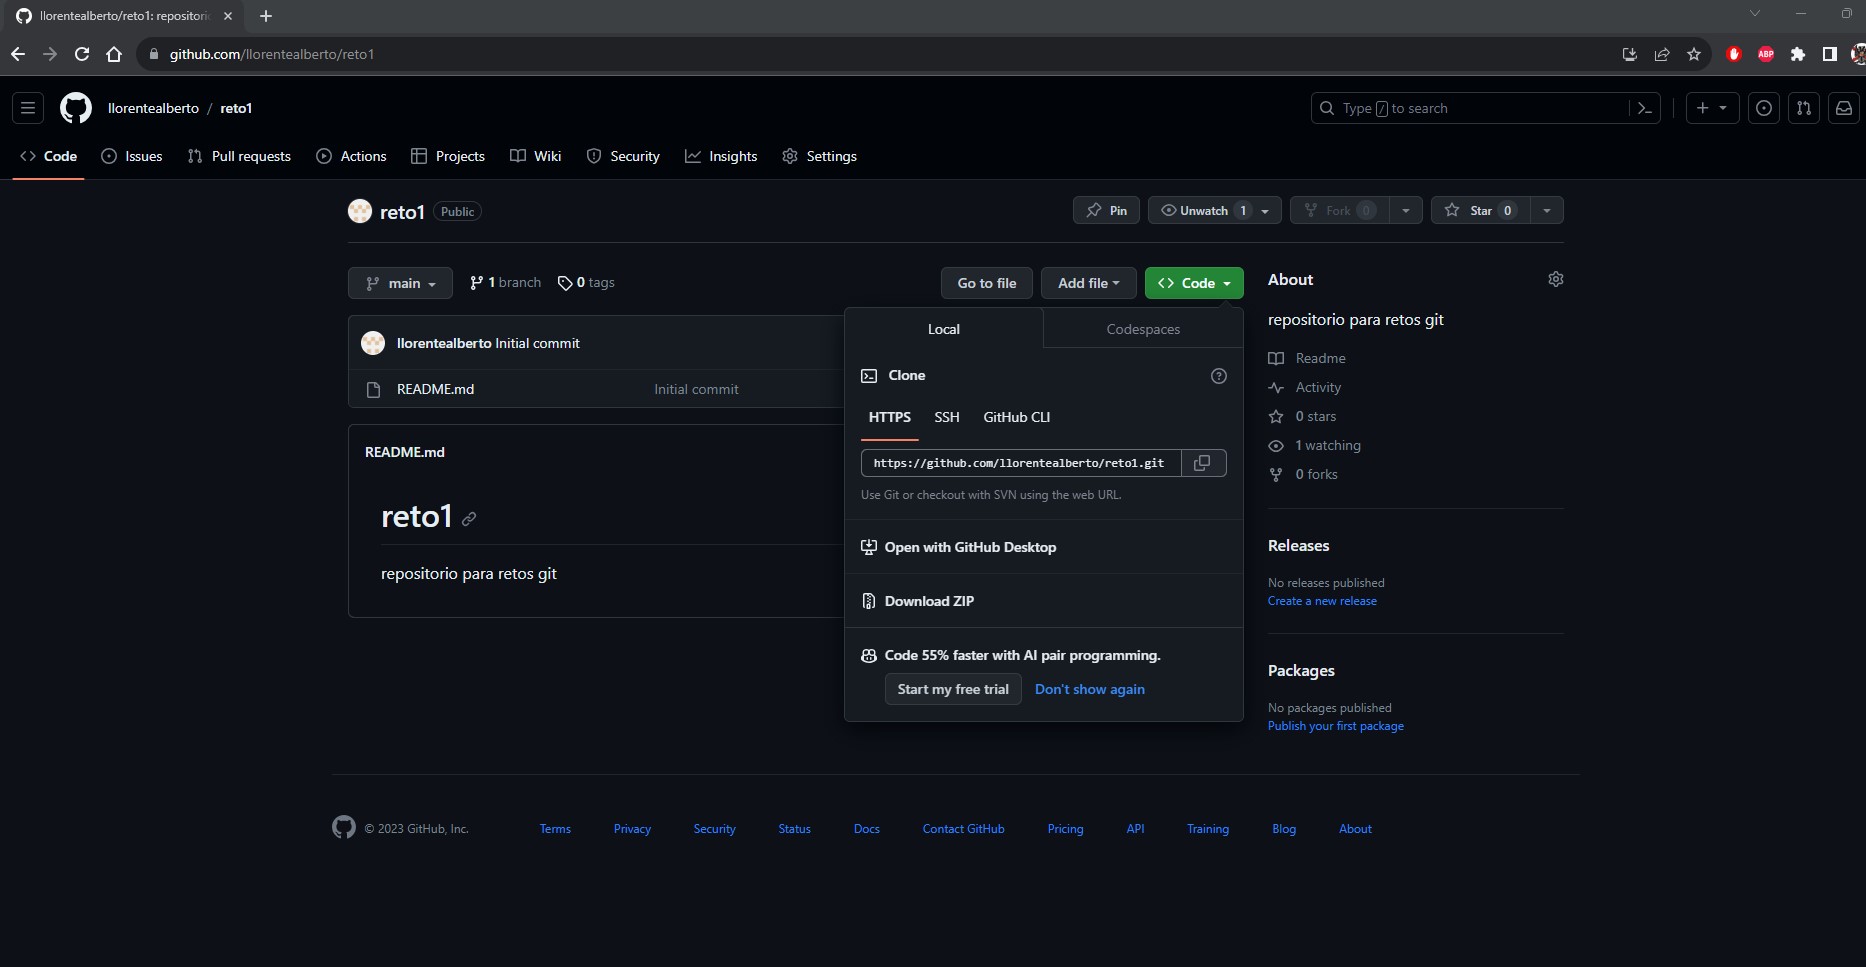 llorentealberto/reto1: repositori
github.com/llorentealberto/reto1
ABP
llorentealberto / reto1
Type / to search
Code Issues Pull requests Actions Projects Wiki Security Insights Settings
reto1 Public
Pin Unwatch 1 Fork 0 Star 0
main 1 branch 0 tags
Go to file Add file Code
llorentealberto Initial commit
README.md Initial commit
README.md
reto1
repositorio para retos git
Local Codespaces
Clone
HTTPS SSH GitHub CLI
https://github.com/llorentealberto/reto1.git
Use Git or checkout with SVN using the web URL.
Open with GitHub Desktop
Download ZIP
Code 55% faster with AI pair programming.
Start my free trial Don't show again
About
repositorio para retos git
Readme
Activity
0 stars
1 watching
0 forks
Releases
No releases published
Create a new release
Packages
No packages published
Publish your first package
© 2023 GitHub, Inc. Terms Privacy Security Status Docs Contact GitHub Pricing API Training Blog About